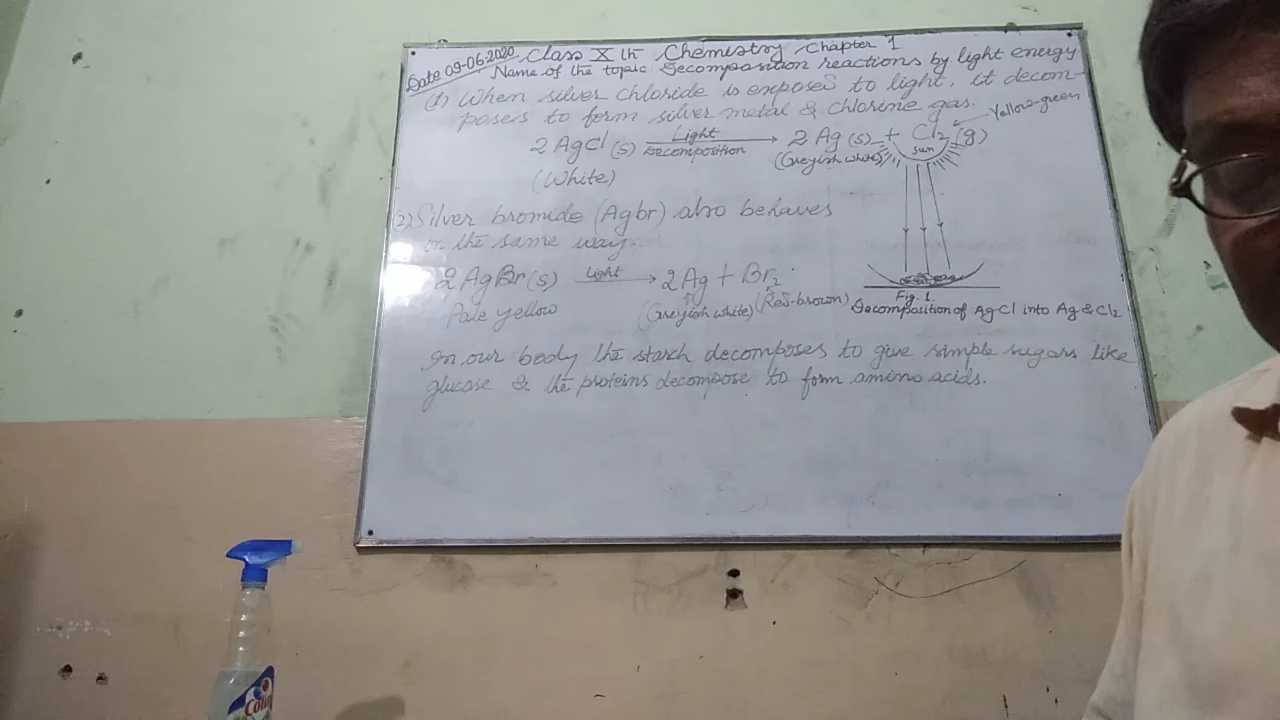 Date 09-06-2020 Class X th Chemistry Chapter 1
Name of the topic Decomposition reactions by light energy
(1) When silver chloride is exposed to light, it decom-
poses to form silver metal & chlorine gas.
Yellow-green
2 AgCl (s) Light Decomposition → 2 Ag (s) + Cl2 (g)
(White)
(Greyish white)
sun
(2) Silver bromide (Agbr) also behaves
in the same way.
2 AgBr (s) Light → 2 Ag + Br2
Pale yellow
(Greyish white) (Red-brown)
Fig. 1.
Decomposition of AgCl into Ag & Cl2
In our body the starch decomposes to give simple sugars like
glucose & the proteins decompose to form amino acids.
Colin